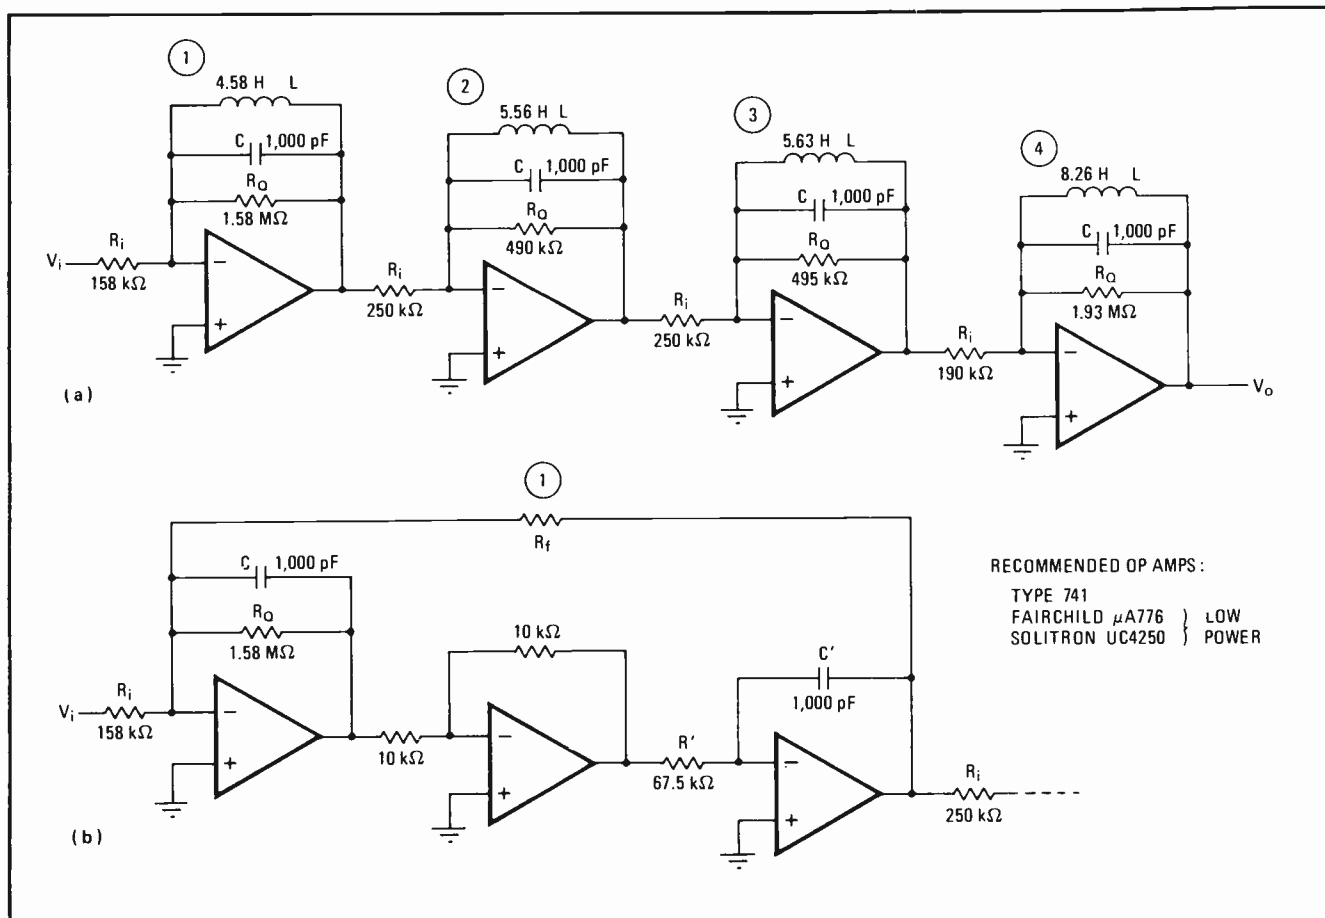 1
4.58 H L
C 1,000 pF
RQ
1.58 MΩ
Vi
Ri
158 kΩ
−
+
2
5.56 H L
C 1,000 pF
RQ
490 kΩ
Ri
250 kΩ
−
+
3
5.63 H L
C 1,000 pF
RQ
495 kΩ
Ri
250 kΩ
−
+
4
8.26 H L
C 1,000 pF
RQ
1.93 MΩ
Ri
190 kΩ
−
+
Vo
(a)
1
Rf
C 1,000 pF
RQ
1.58 MΩ
Vi
Ri
158 kΩ
−
+
10 kΩ
10 kΩ
−
+
R'
67.5 kΩ
C'
1,000 pF
−
+
Ri
250 kΩ
(b)
RECOMMENDED OP AMPS:
TYPE 741
FAIRCHILD μA776 } LOW
SOLITRON UC4250 } POWER